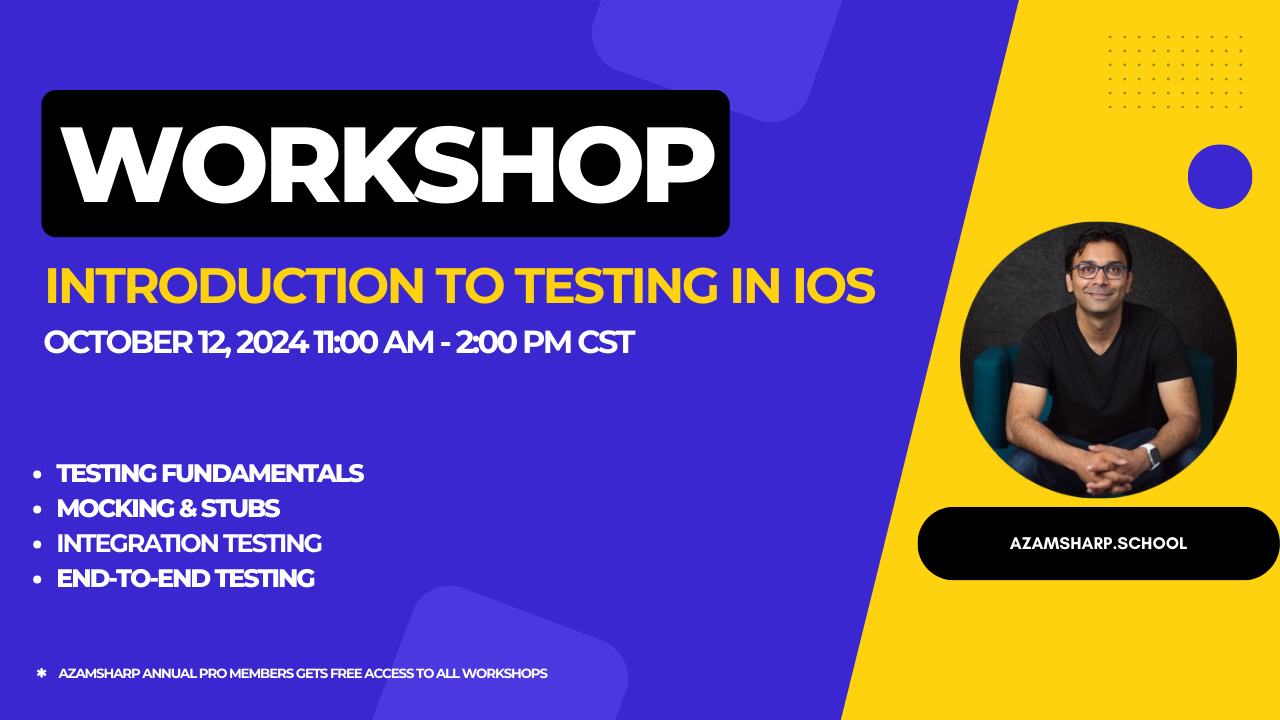 WORKSHOP
INTRODUCTION TO TESTING IN IOS
OCTOBER 12, 2024 11:00 AM - 2:00 PM CST
• TESTING FUNDAMENTALS
• MOCKING & STUBS
• INTEGRATION TESTING
• END-TO-END TESTING
AZAMSHARP.SCHOOL
* AZAMSHARP ANNUAL PRO MEMBERS GETS FREE ACCESS TO ALL WORKSHOPS